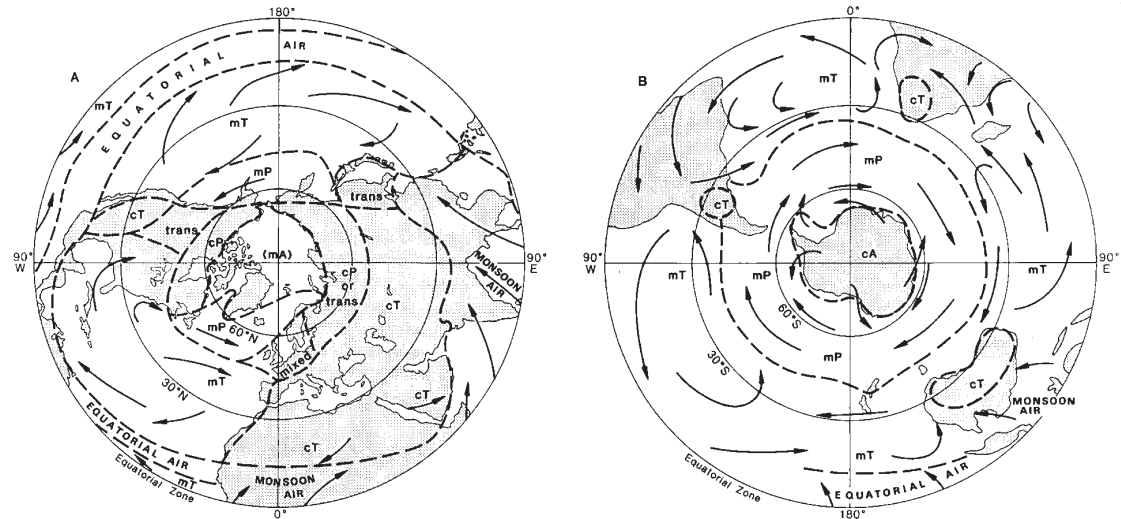 180°
A
EQUATORIAL
AIR
mT
mT
mP
trans
cT
trans
cP
(mA)
90°
W
90°
E
MONSOON
AIR
cP
or
trans
cT
mP
60°N
mixed
mT
30°N
cT
cT
EQUATORIAL AIR
mT
Equatorial Zone
MONSOON
AIR
0°
0°
B
mT
cT
mP
cT
cA
90°
W
90°
E
mT
mP
mT
60°S
mP
30°S
cT
MONSOON
AIR
mT
EQUATORIAL AIR
Equatorial Zone
180°